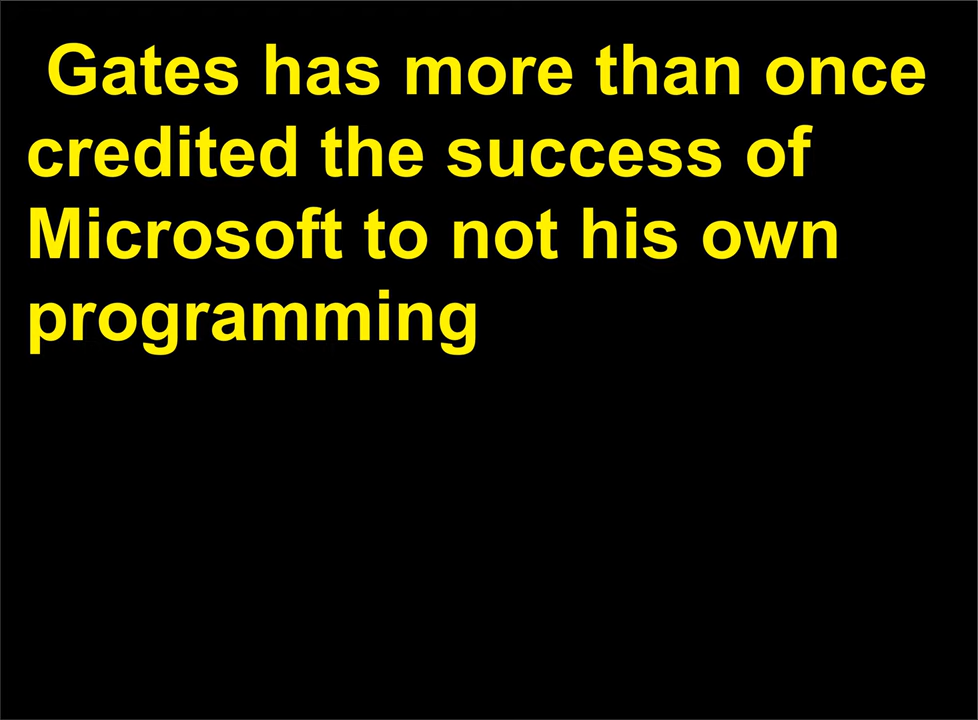 Gates has more than once
credited the success of
Microsoft to not his own
programming